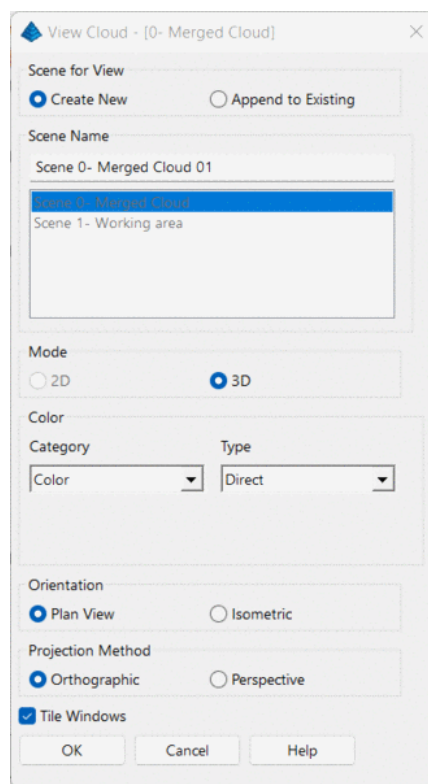 View Cloud - [0- Merged Cloud]
Scene for View
Create New Append to Existing
Scene Name
Scene 0- Merged Cloud 01
Scene 0- Merged Cloud
Scene 1- Working area
Mode
2D 3D
Color
Category Type
Color Direct
Orientation
Plan View Isometric
Projection Method
Orthographic Perspective
Tile Windows
OK Cancel Help